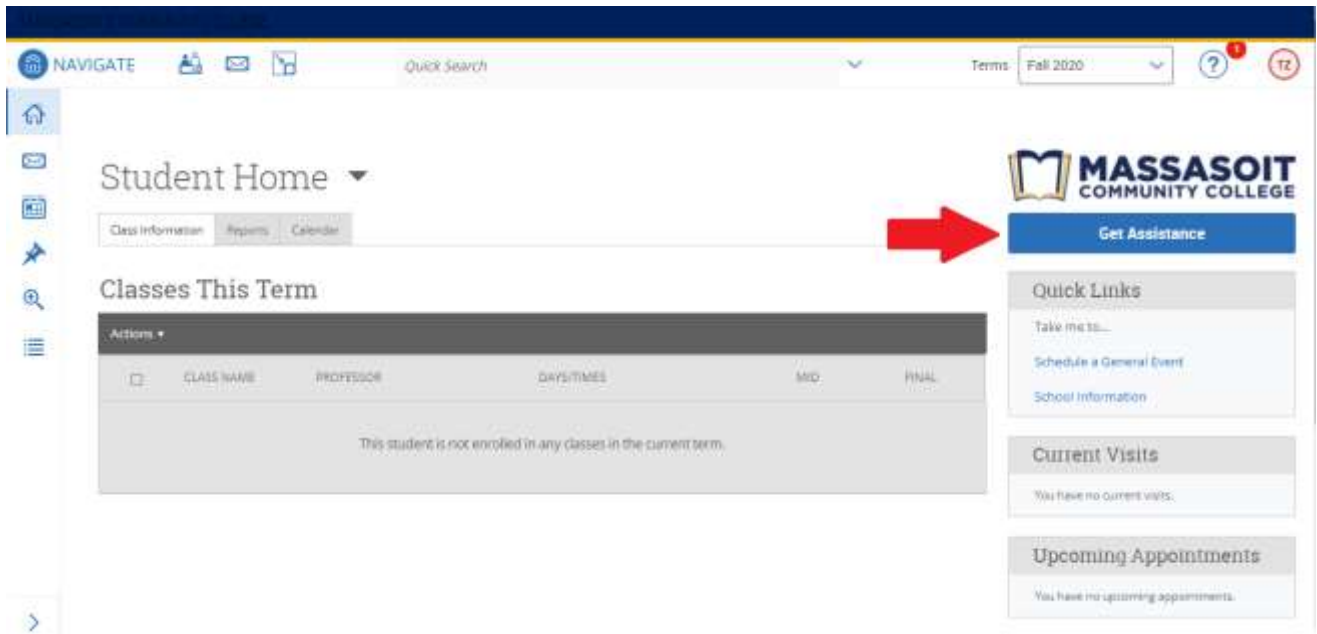 NAVIGATE
Quick Search
Terms
Fall 2020
?
1
TZ
Student Home
MASSASOIT
COMMUNITY COLLEGE
Class Information
Reports
Calendar
Get Assistance
Classes This Term
Quick Links
Actions
Take me to...
Schedule a General Event
CLASS NAME
PROFESSOR
DAYS/TIMES
MID
FINAL
School Information
This student is not enrolled in any classes in the current term.
Current Visits
You have no current visits.
Upcoming Appointments
You have no upcoming appointments.